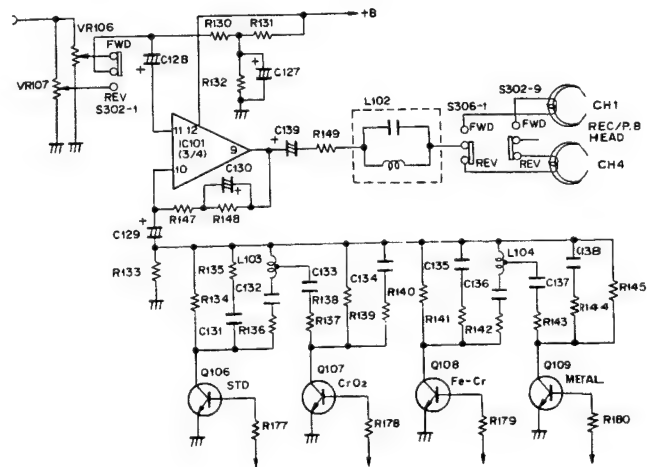 R130 R131 +B
VR106
FWD
C128
R132
C127
VR107
REV
S302-1
L102
S306-1
S302-9
FWD
FWD
CH1
REC/P.B
HEAD
REV
REV
CH4
11 12
IC101
(3/4)
9
10
C139
R149
C130
R147 R148
C129
R133
R134
R135
L103
C132
C131
R136
C133
R138
R137
C134
R139
R140
C135
R141
C136
R142
L104
C137
R143
C138
R144
R145
Q106
STD
Q107
CrO2
Q108
Fe-Cr
Q109
METAL
R177
R178
R179
R180